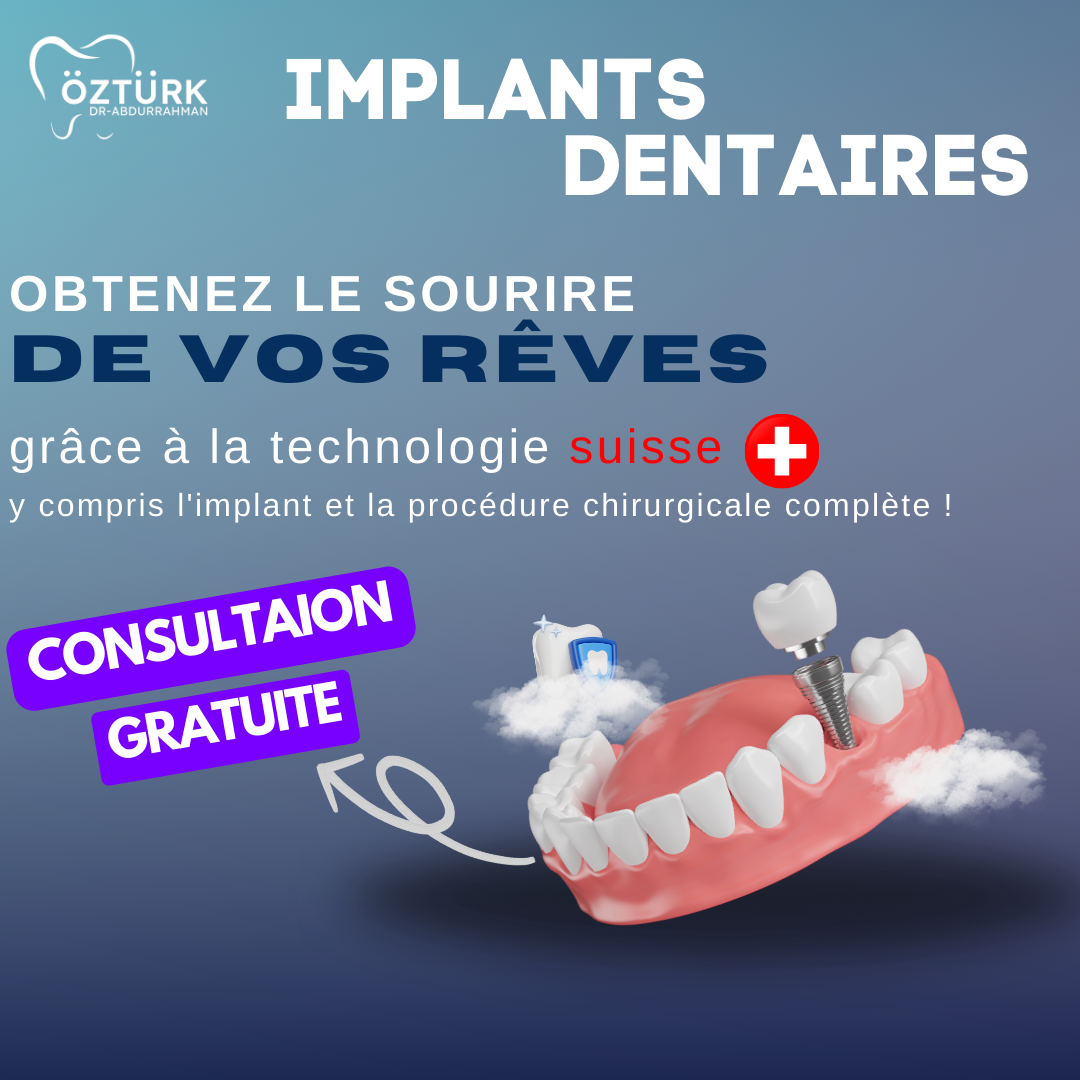 ÖZTÜRK
DR-ABDURRAHMAN
IMPLANTS
DENTAIRES
OBTENEZ LE SOURIRE
DE VOS RÊVES
grâce à la technologie suisse
y compris l'implant et la procédure chirurgicale complète !
CONSULTAION
GRATUITE